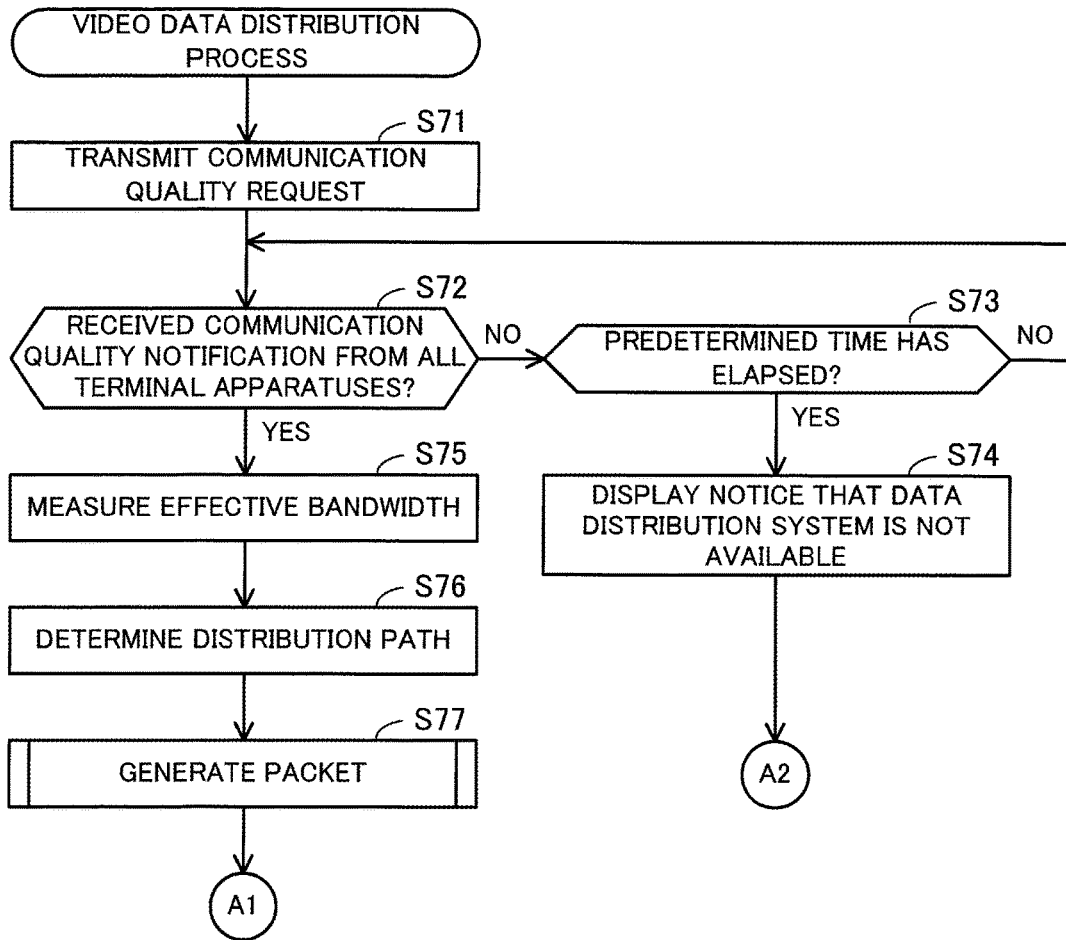 VIDEO DATA DISTRIBUTION
PROCESS
S71
TRANSMIT COMMUNICATION
QUALITY REQUEST
S72
RECEIVED COMMUNICATION
QUALITY NOTIFICATION FROM ALL
TERMINAL APPARATUSES?
NO
S73
PREDETERMINED TIME HAS
ELAPSED?
NO
YES
YES
S75
MEASURE EFFECTIVE BANDWIDTH
S74
DISPLAY NOTICE THAT DATA
DISTRIBUTION SYSTEM IS NOT
AVAILABLE
S76
DETERMINE DISTRIBUTION PATH
S77
GENERATE PACKET
A2
A1